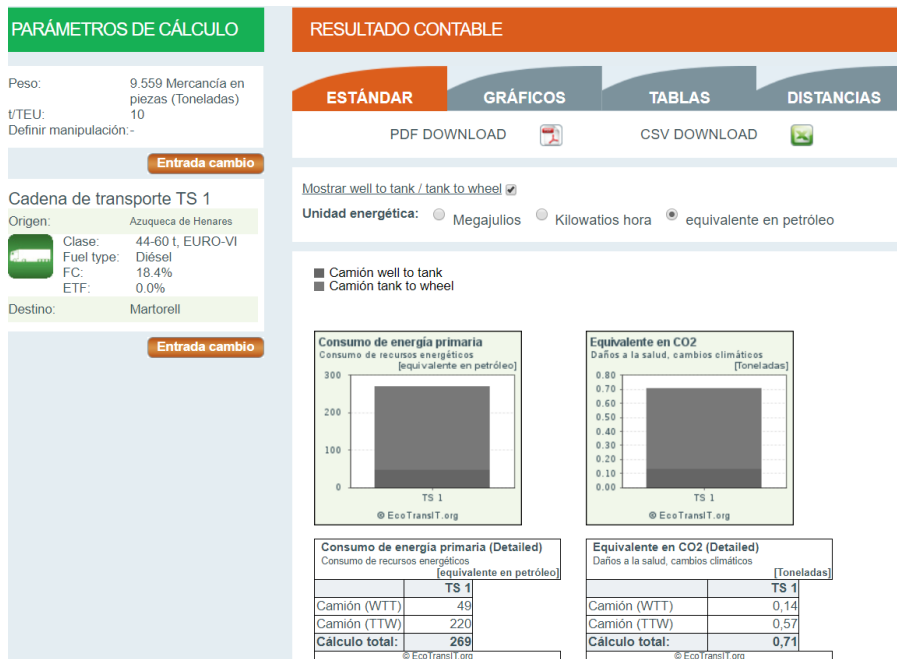 PARÁMETROS DE CÁLCULO
Peso: 9.559 Mercancía en
piezas (Toneladas)
t/TEU: 10
Definir manipulación:-
Entrada cambio
Cadena de transporte TS 1
Origen: Azuqueca de Henares
Clase: 44-60 t, EURO-VI
Fuel type: Diésel
FC: 18.4%
ETF: 0.0%
Destino: Martorell
Entrada cambio
RESULTADO CONTABLE
ESTÁNDAR GRÁFICOS TABLAS DISTANCIAS
PDF DOWNLOAD CSV DOWNLOAD
Mostrar well to tank / tank to wheel
Unidad energética: Megajulios Kilowatios hora equivalente en petróleo
Camión well to tank
Camión tank to wheel
Consumo de energía primaria
Consumo de recursos energéticos
[equivalente en petróleo]
300
200
100
0
TS 1
© EcoTransIT.org
Equivalente en CO2
Daños a la salud, cambios climáticos
[Toneladas]
0.80
0.70
0.60
0.50
0.40
0.30
0.20
0.10
0.00
TS 1
© EcoTransIT.org
Consumo de energía primaria (Detailed)
Consumo de recursos energéticos
[equivalente en petróleo]
TS 1
Camión (WTT) 49
Camión (TTW) 220
Cálculo total: 269
© EcoTransIT.org
Equivalente en CO2 (Detailed)
Daños a la salud, cambios climáticos
[Toneladas]
TS 1
Camión (WTT) 0,14
Camión (TTW) 0,57
Cálculo total: 0,71
© EcoTransIT.org